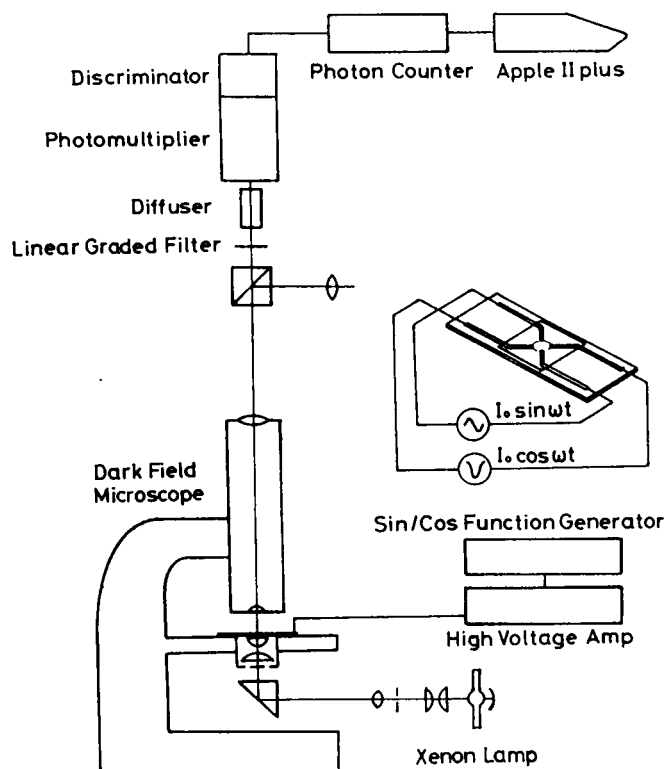 Discriminator
Photon Counter
Apple II plus
Photomultiplier
Diffuser
Linear Graded Filter
I₀ sinωt
I₀ cosωt
Dark Field
Microscope
Sin/Cos Function Generator
High Voltage Amp
Xenon Lamp